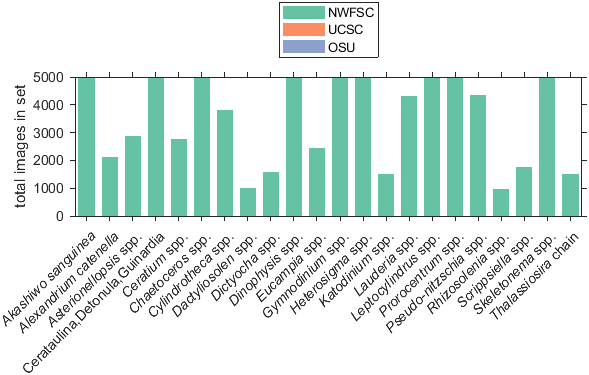 NWFSC
UCSC
OSU
total images in set
5000
4000
3000
2000
1000
0
Akashiwo sanguinea
Alexandrium catenella
Asterionellopsis spp.
Cerataulina,Detonula,Guinardia
Ceratium spp.
Chaetoceros spp.
Cylindrotheca spp.
Dactyliosolen spp.
Dictyocha spp.
Dinophysis spp.
Eucampia spp.
Gymnodinium spp.
Heterosigma spp.
Katodinium spp.
Lauderia spp.
Leptocylindrus spp.
Prorocentrum spp.
Pseudo-nitzschia spp.
Rhizosolenia spp.
Scrippsiella spp.
Skeletonema spp.
Thalassiosira chain